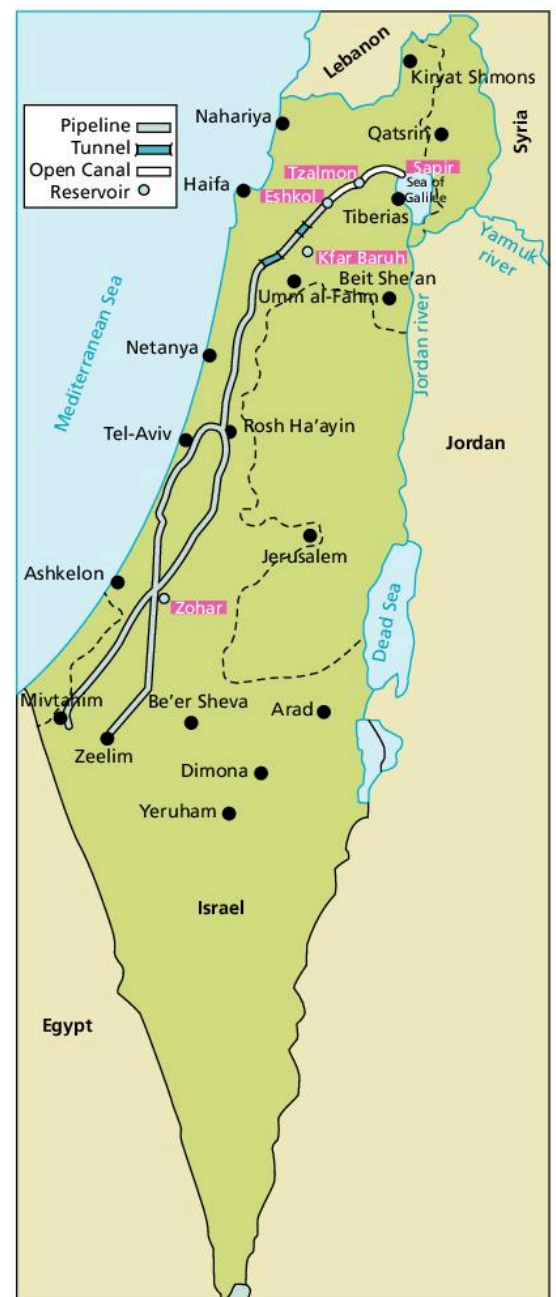 Lebanon
Kiryat Shmons
Syria
Nahariya
Qatsrin
Pipeline
Tunnel
Open Canal
Reservoir
Tzalmon
Sapir
Haifa
Eshkol
Sea of
Galilee
Tiberias
Yarmuk
river
Kfar Baruh
Beit She'an
Umm al-Fahm
Mediterranean Sea
Jordan river
Netanya
Tel-Aviv
Rosh Ha'ayin
Jordan
Jerusalem
Ashkelon
Zohar
Dead Sea
Mivtahim
Be'er Sheva
Arad
Zeelim
Dimona
Yeruham
Israel
Egypt